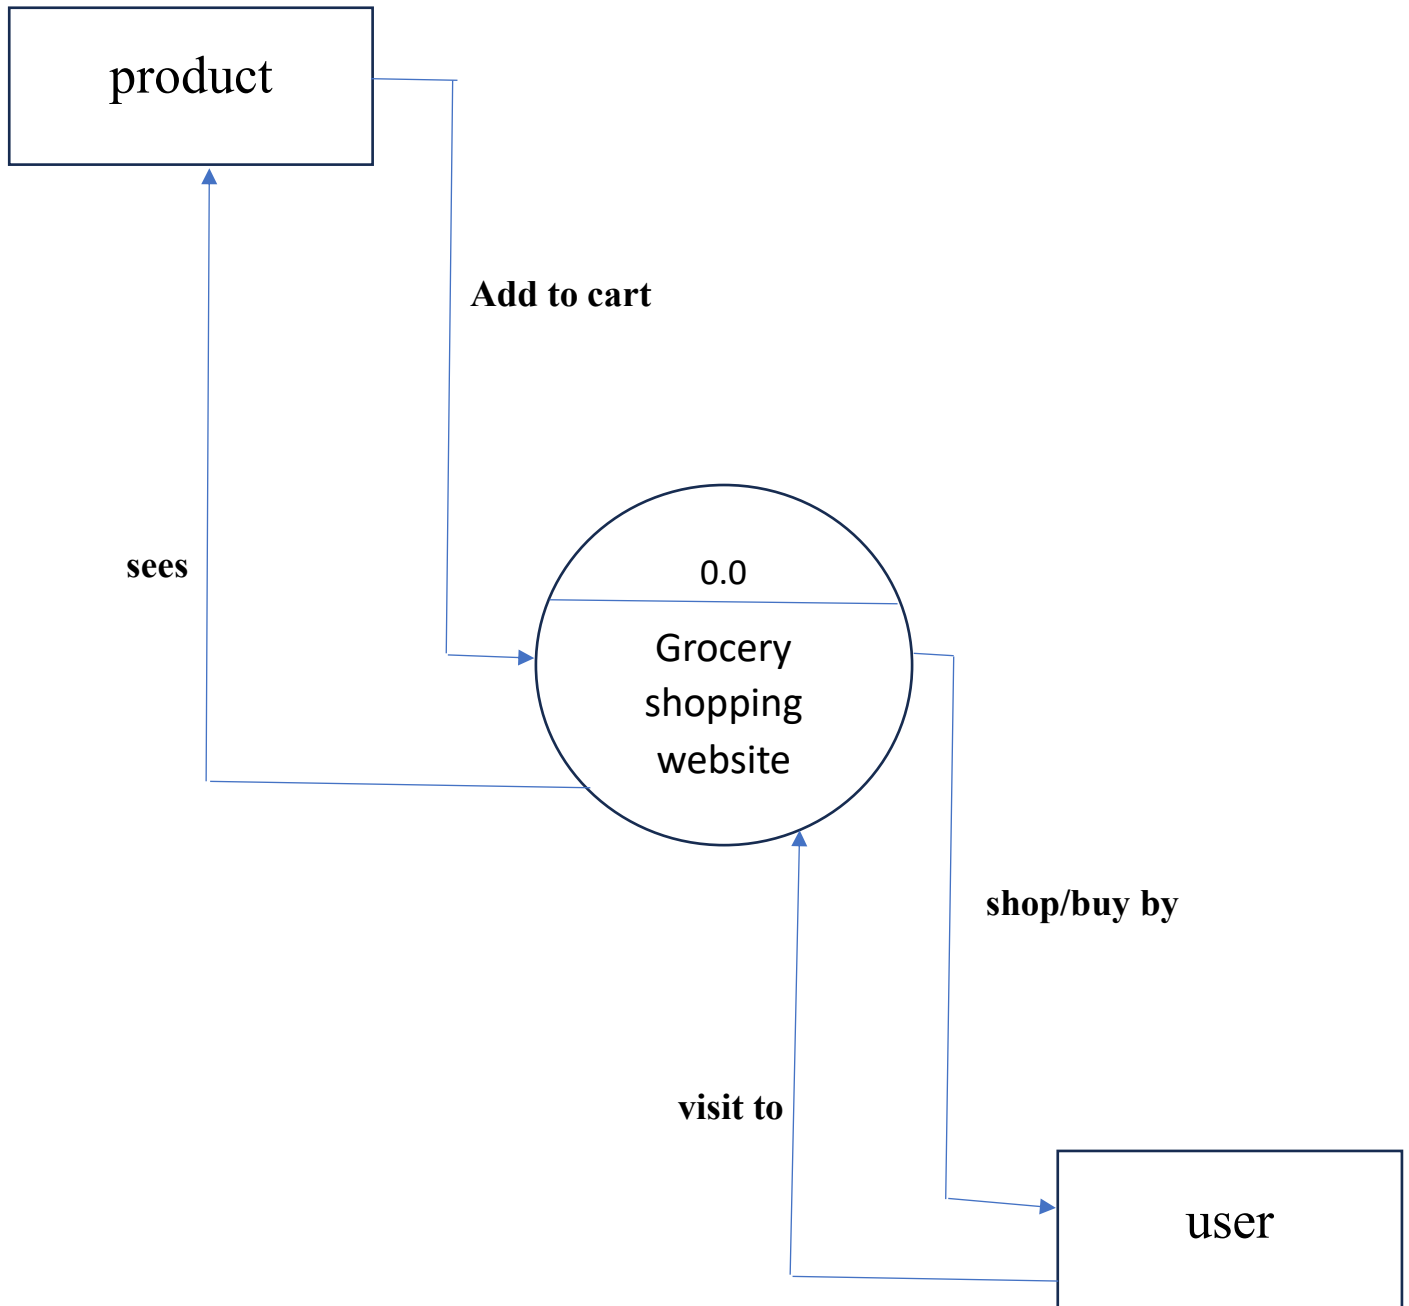 product
Add to cart
sees
0.0
Grocery
shopping
website
shop/buy by
visit to
user